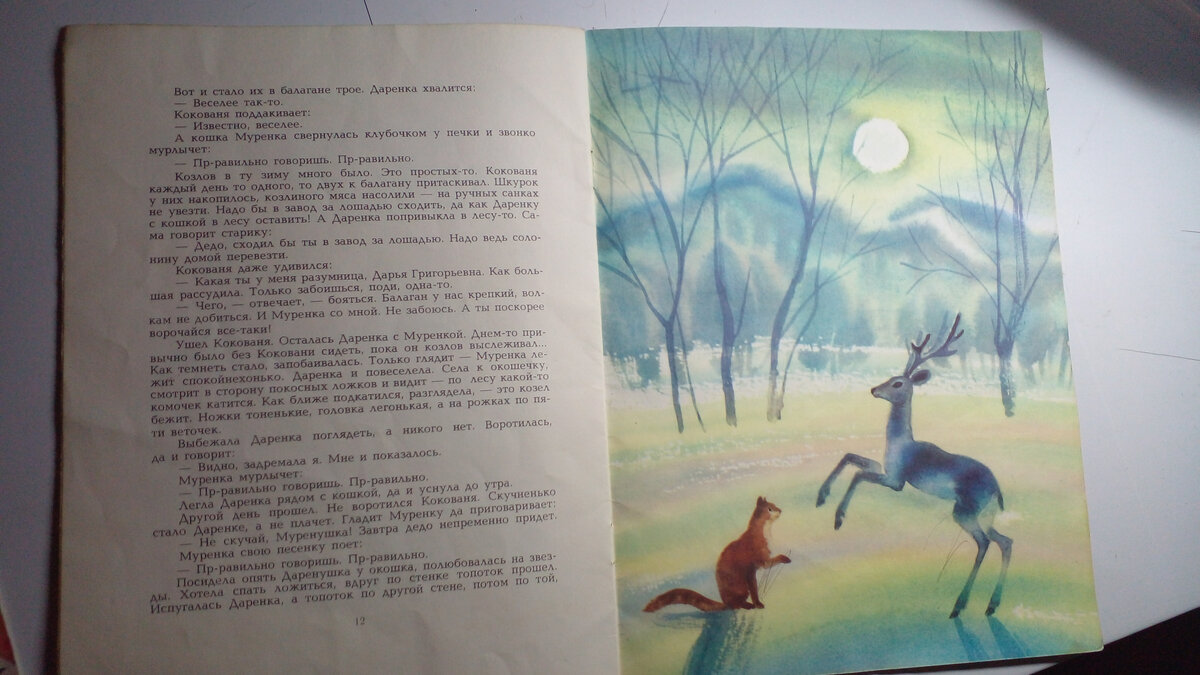 Вот и стало их в балагане трое. Даренка хвалится:
— Веселее так-то.
Кокованя поддакивает:
— Известно, веселее.
А кошка Муренка свернулась клубочком у печки и звонко
мурлычет:
— Пр-равильно говоришь. Пр-равильно.
Козлов в ту зиму много было. Это простых-то. Кокованя
каждый день то одного, то двух к балагану притаскивал. Шкурок
у них накопилось, козлиного мяса насолили — на ручных санках
не увезти. Надо бы в завод за лошадью сходить, да как Даренку
с кошкой в лесу оставить! А Даренка попривыкла в лесу-то. Са-
ма говорит старику:
— Дедо, сходил бы ты в завод за лошадью. Надо ведь соло-
нину домой перевезти.
Кокованя даже удивился:
— Какая ты у меня разумница, Дарья Григорьевна. Как боль-
шая рассудила. Только забоишься, поди, одна-то.
— Чего, — отвечает, — бояться. Балаган у нас крепкий, вол-
кам не добиться. И Муренка со мной. Не забоюсь. А ты поскорее
ворочайся все-таки!
Ушел Кокованя. Осталась Даренка с Муренкой. Днем-то при-
вычно было без Коковани сидеть, пока он козлов выслеживал...
Как темнеть стало, запобаивалась. Только глядит — Муренка ле-
жит спокойнехонько. Даренка и повеселела. Села к окошечку,
смотрит в сторону покосных ложков и видит — по лесу какой-то
комочек катится. Как ближе подкатился, разглядела, — это козел
бежит. Ножки тоненькие, головка легонькая, а на рожках по пя-
ти веточек.
Выбежала Даренка поглядеть, а никого нет. Воротилась,
да и говорит:
— Видно, задремала я. Мне и показалось.
Муренка мурлычет:
— Пр-равильно говоришь. Пр-равильно.
Легла Даренка рядом с кошкой, да и уснула до утра.
Другой день прошел. Не воротился Кокованя. Скучненько
стало Даренке, а не плачет. Гладит Муренку да приговаривает:
— Не скучай, Муренушка! Завтра дедо непременно придет.
Муренка свою песенку поет:
— Пр-равильно говоришь. Пр-равильно.
Посидела опять Даренушка у окошка, полюбовалась на звез-
ды. Хотела спать ложиться, вдруг по стенке топоток прошел.
Испугалась Даренка, а топоток по другой стене, потом по той,
12